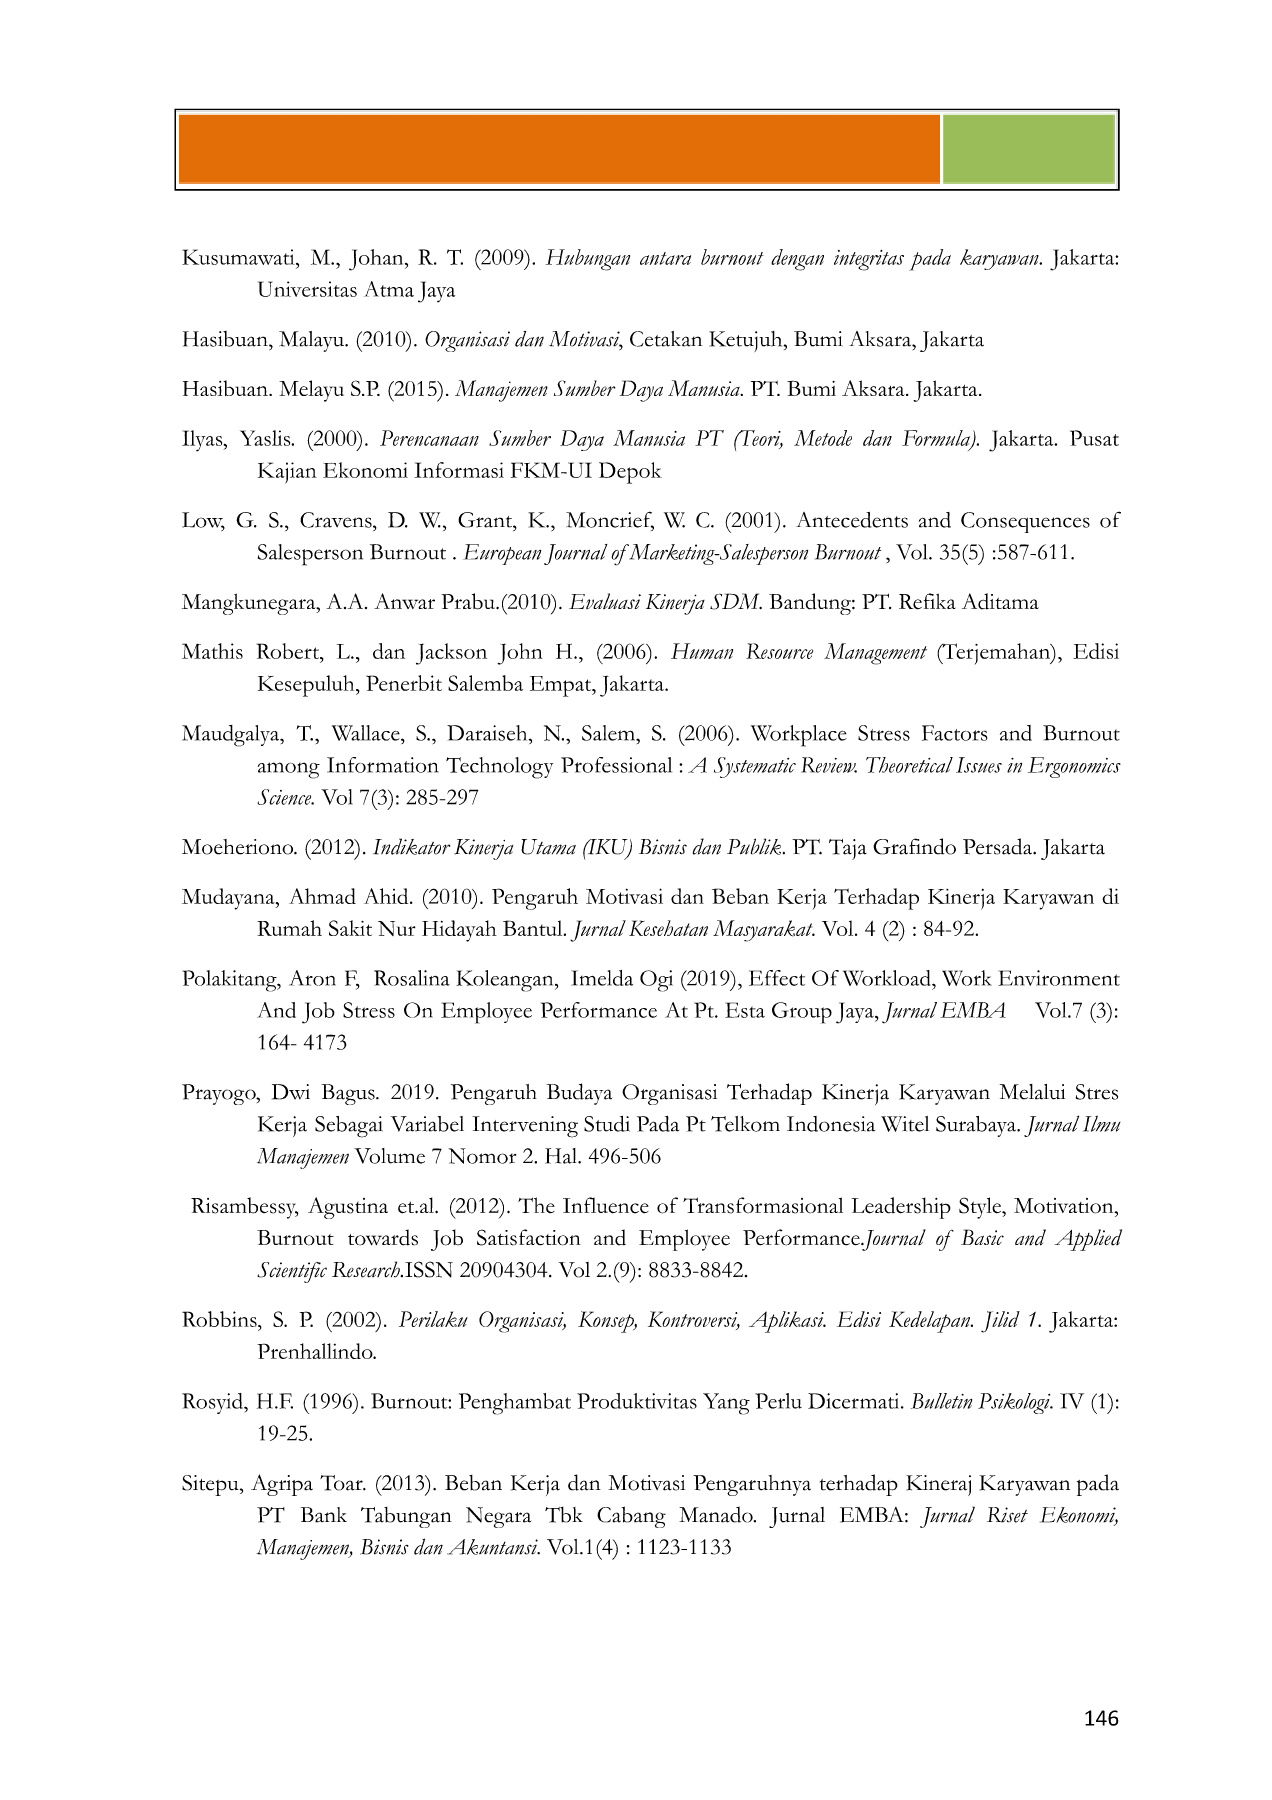 Kusumawati, M., Johan, R. T. (2009). Hubungan antara burnout dengan integritas pada karyawan. Jakarta:
Universitas Atma Jaya
Hasibuan, Malayu. (2010). Organisasi dan Motivasi, Cetakan Ketujuh, Bumi Aksara, Jakarta
Hasibuan. Melayu S.P. (2015). Manajemen Sumber Daya Manusia. PT. Bumi Aksara. Jakarta.
Ilyas, Yaslis. (2000). Perencanaan Sumber Daya Manusia PT (Teori, Metode dan Formula). Jakarta. Pusat
Kajian Ekonomi Informasi FKM-UI Depok
Low, G. S., Cravens, D. W., Grant, K., Moncrief, W. C. (2001). Antecedents and Consequences of
Salesperson Burnout . European Journal of Marketing-Salesperson Burnout , Vol. 35(5) :587-611.
Mangkunegara, A.A. Anwar Prabu.(2010). Evaluasi Kinerja SDM. Bandung: PT. Refika Aditama
Mathis Robert, L., dan Jackson John H., (2006). Human Resource Management (Terjemahan), Edisi
Kesepuluh, Penerbit Salemba Empat, Jakarta.
Maudgalya, T., Wallace, S., Daraiseh, N., Salem, S. (2006). Workplace Stress Factors and Burnout
among Information Technology Professional : A Systematic Review. Theoretical Issues in Ergonomics
Science. Vol 7(3): 285-297
Moeheriono. (2012). Indikator Kinerja Utama (IKU) Bisnis dan Publik. PT. Taja Grafindo Persada. Jakarta
Mudayana, Ahmad Ahid. (2010). Pengaruh Motivasi dan Beban Kerja Terhadap Kinerja Karyawan di
Rumah Sakit Nur Hidayah Bantul. Jurnal Kesehatan Masyarakat. Vol. 4 (2) : 84-92.
Polakitang, Aron F, Rosalina Koleangan, Imelda Ogi (2019), Effect Of Workload, Work Environment
And Job Stress On Employee Performance At Pt. Esta Group Jaya, Jurnal EMBA Vol.7 (3):
164- 4173
Prayogo, Dwi Bagus. 2019. Pengaruh Budaya Organisasi Terhadap Kinerja Karyawan Melalui Stres
Kerja Sebagai Variabel Intervening Studi Pada Pt Telkom Indonesia Witel Surabaya. Jurnal Ilmu
Manajemen Volume 7 Nomor 2. Hal. 496-506
Risambessy, Agustina et.al. (2012). The Influence of Transformasional Leadership Style, Motivation,
Burnout towards Job Satisfaction and Employee Performance.Journal of Basic and Applied
Scientific Research.ISSN 20904304. Vol 2.(9): 8833-8842.
Robbins, S. P. (2002). Perilaku Organisasi, Konsep, Kontroversi, Aplikasi. Edisi Kedelapan. Jilid 1. Jakarta:
Prenhallindo.
Rosyid, H.F. (1996). Burnout: Penghambat Produktivitas Yang Perlu Dicermati. Bulletin Psikologi. IV (1):
19-25.
Sitepu, Agripa Toar. (2013). Beban Kerja dan Motivasi Pengaruhnya terhadap Kineraj Karyawan pada
PT Bank Tabungan Negara Tbk Cabang Manado. Jurnal EMBA: Jurnal Riset Ekonomi,
Manajemen, Bisnis dan Akuntansi. Vol.1(4) : 1123-1133
146